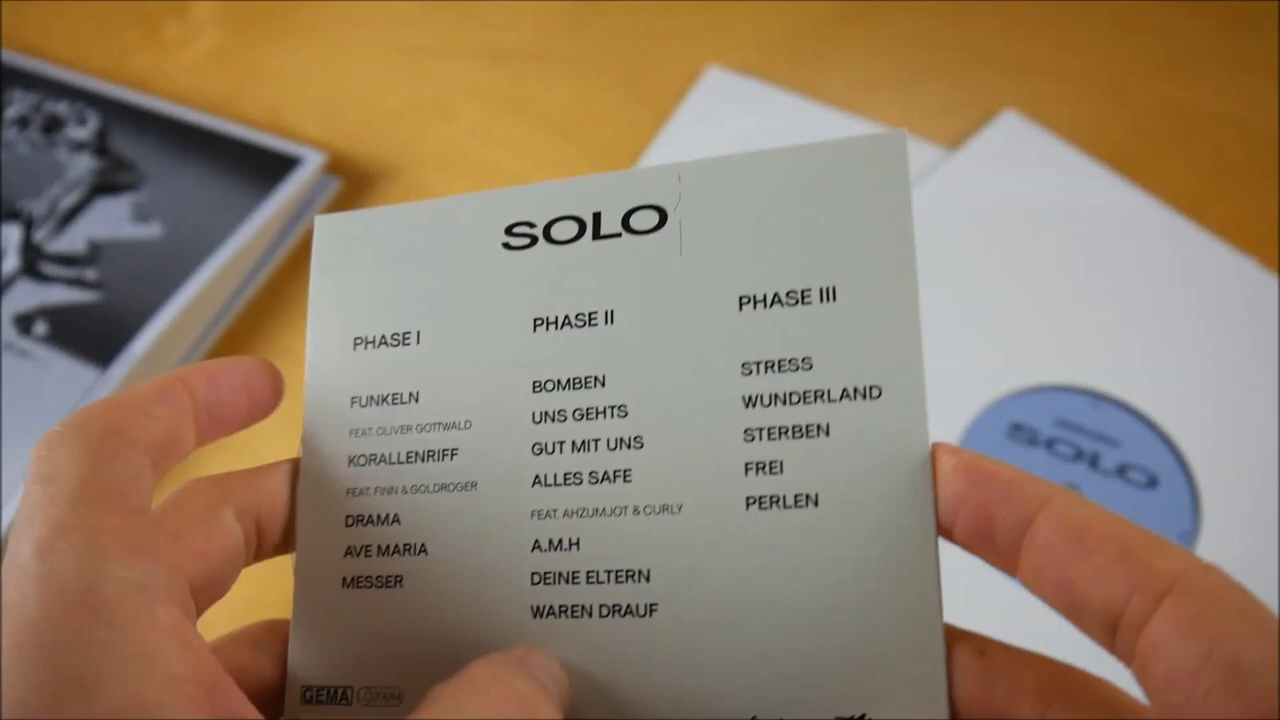 SOLO
PHASE I
FUNKELN
FEAT. OLIVER GOTTWALD
KORALLENRIFF
FEAT. FINN & GOLDROGER
DRAMA
AVE MARIA
MESSER
PHASE II
BOMBEN
UNS GEHTS
GUT MIT UNS
ALLES SAFE
FEAT. AHZUMJOT & CURLY
A.M.H
DEINE ELTERN
WAREN DRAUF
PHASE III
STRESS
WUNDERLAND
STERBEN
FREI
PERLEN
GEMA
SOLO